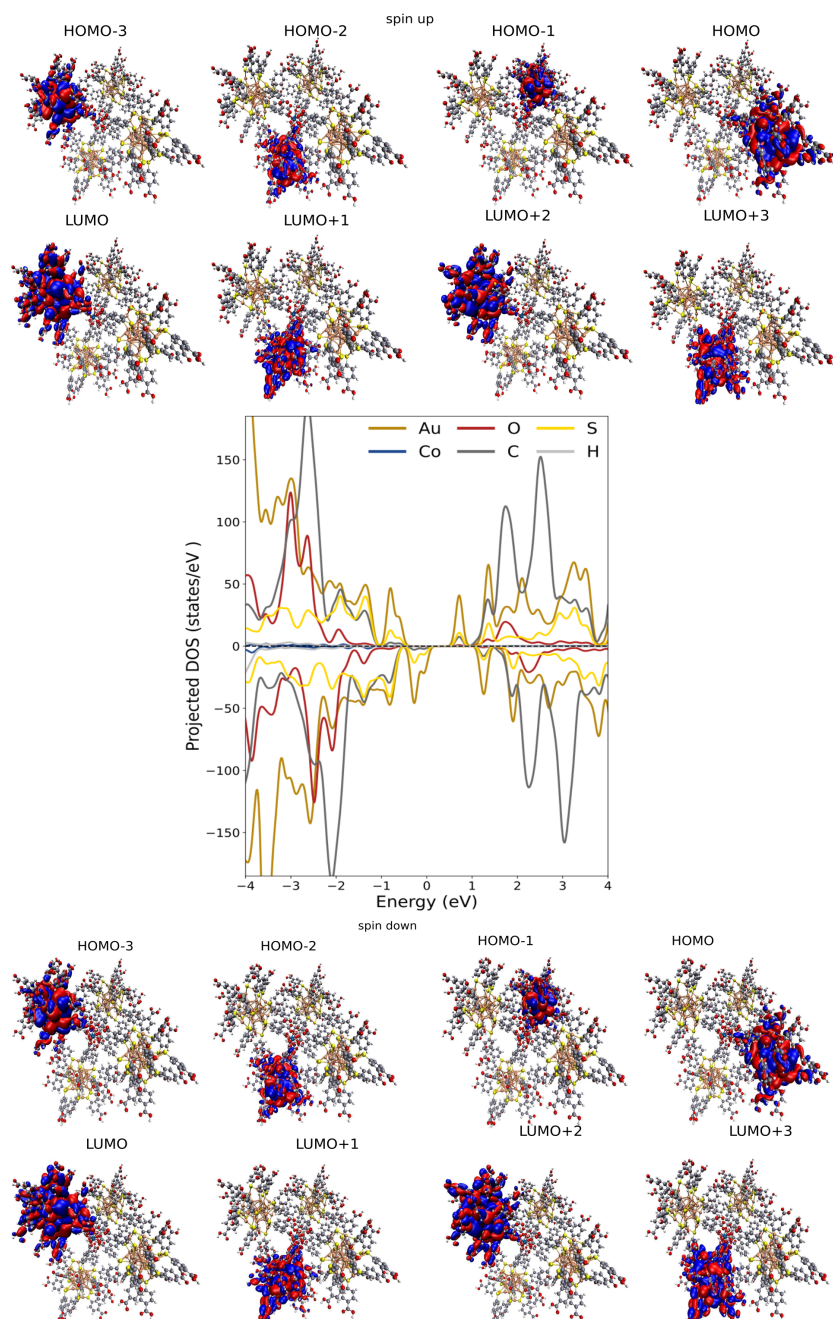 spin up
HOMO-3 HOMO-2 HOMO-1 HOMO
LUMO LUMO+1 LUMO+2 LUMO+3
Au O S
Co C H
150
100
50
0
−50
−100
−150
Projected DOS (states/eV )
−4 −3 −2 −1 0 1 2 3 4
Energy (eV)
spin down
HOMO-3 HOMO-2 HOMO-1 HOMO
LUMO LUMO+1 LUMO+2 LUMO+3